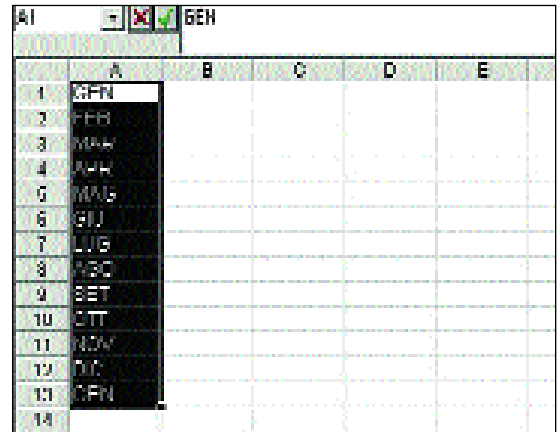 A1 GEN
A B C D E
1 GEN
2 FEB
3 MAR
4 APR
5 MAG
6 GIU
7 LUG
8 AGO
9 SET
10 OTT
11 NOV
12 DIC
13 GEN
14